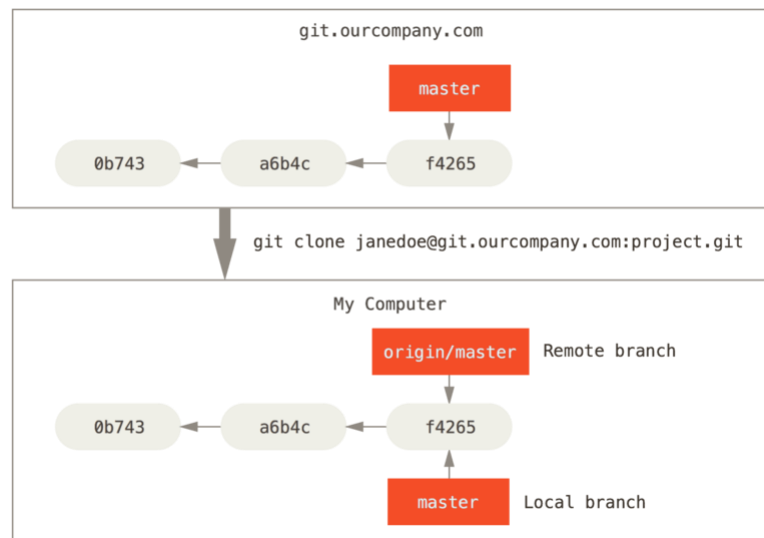 git.ourcompany.com
master
0b743 a6b4c f4265
git clone janedoe@git.ourcompany.com:project.git
My Computer
origin/master Remote branch
0b743 a6b4c f4265
master Local branch